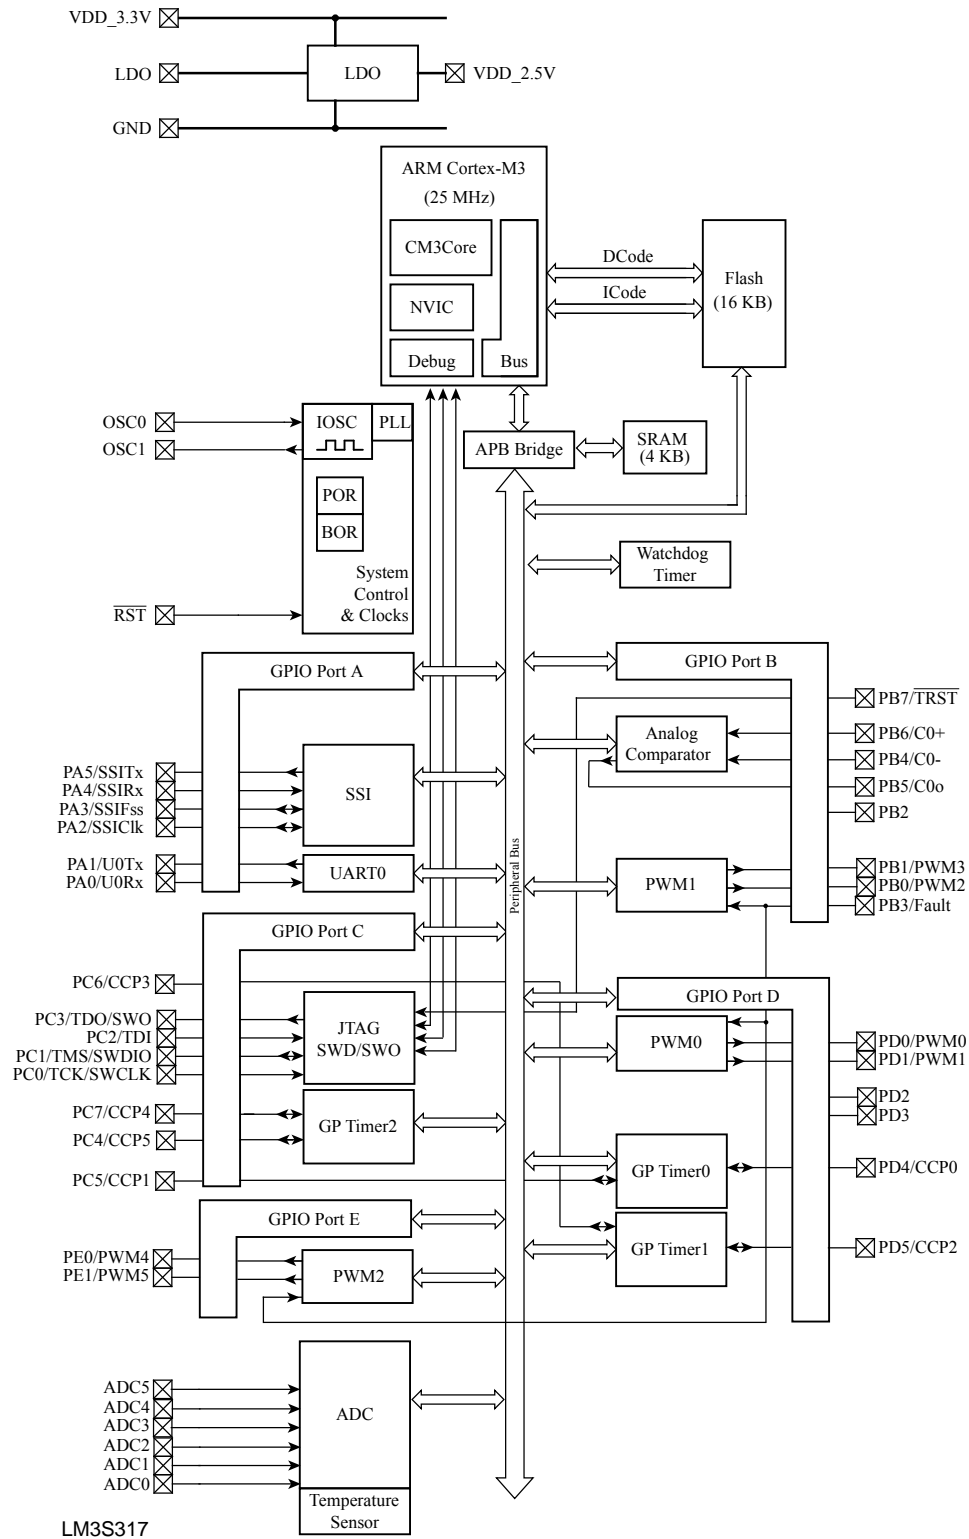 VDD_3.3V
LDO
LDO
VDD_2.5V
GND
ARM Cortex-M3
(25 MHz)
CM3Core
NVIC
Debug
Bus
DCode
ICode
Flash
(16 KB)
OSC0
OSC1
IOSC
PLL
POR
BOR
System
Control
& Clocks
RST
APB Bridge
SRAM
(4 KB)
Watchdog
Timer
Peripheral Bus
GPIO Port A
PA5/SSITx
PA4/SSIRx
PA3/SSIFss
PA2/SSIClk
SSI
PA1/U0Tx
PA0/U0Rx
UART0
GPIO Port B
PB7/TRST
Analog
Comparator
PB6/C0+
PB4/C0-
PB5/C0o
PB2
PWM1
PB1/PWM3
PB0/PWM2
PB3/Fault
GPIO Port C
PC6/CCP3
PC3/TDO/SWO
PC2/TDI
PC1/TMS/SWDIO
PC0/TCK/SWCLK
JTAG
SWD/SWO
PC7/CCP4
PC4/CCP5
GP Timer2
PC5/CCP1
GPIO Port D
PWM0
PD0/PWM0
PD1/PWM1
PD2
PD3
GP Timer0
PD4/CCP0
GP Timer1
PD5/CCP2
GPIO Port E
PE0/PWM4
PE1/PWM5
PWM2
ADC5
ADC4
ADC3
ADC2
ADC1
ADC0
ADC
Temperature
Sensor
LM3S317